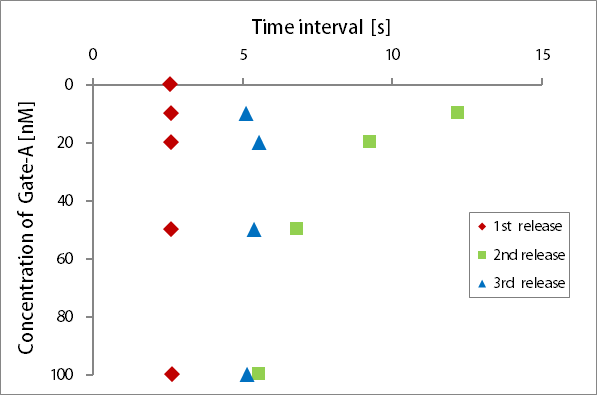 Time interval [s]
0 5 10 15
Concentration of Gate-A [nM]
0
20
40
60
80
100
1st release
2nd release
3rd release